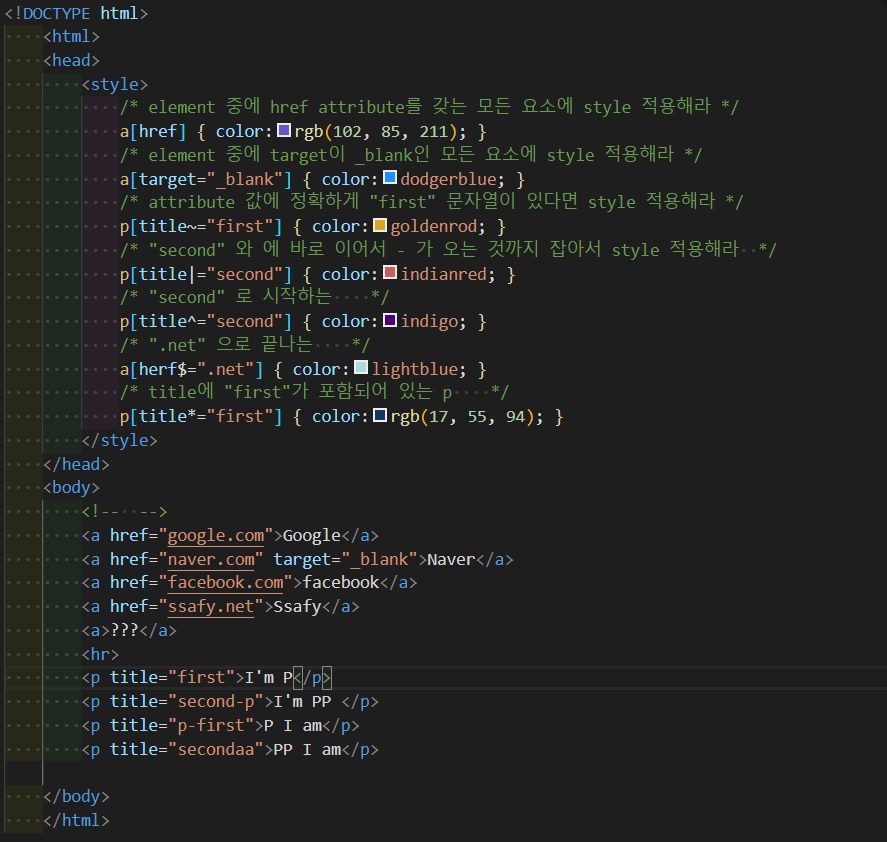 <!DOCTYPE html>
<html>
<head>
<style>
/* element 중에 href attribute를 갖는 모든 요소에 style 적용해라 */
a[href] { color: rgb(102, 85, 211); }
/* element 중에 target이 _blank인 모든 요소에 style 적용해라 */
a[target="_blank"] { color: dodgerblue; }
/* attribute 값에 정확하게 "first" 문자열이 있다면 style 적용해라 */
p[title~="first"] { color: goldenrod; }
/* "second" 와 에 바로 이어서 - 가 오는 것까지 잡아서 style 적용해라  */
p[title|="second"] { color: indianred; }
/* "second" 로 시작하는    */
p[title^="second"] { color: indigo; }
/* ".net" 으로 끝나는    */
a[herf$=".net"] { color: lightblue; }
/* title에 "first"가 포함되어 있는 p    */
p[title*="first"] { color: rgb(17, 55, 94); }
</style>
</head>
<body>
<!--  -->
<a href="google.com">Google</a>
<a href="naver.com" target="_blank">Naver</a>
<a href="facebook.com">facebook</a>
<a href="ssafy.net">Ssafy</a>
<a>???</a>
<hr>
<p title="first">I'm P</p>
<p title="second-p">I'm PP </p>
<p title="p-first">P I am</p>
<p title="secondaa">PP I am</p>
</body>
</html>